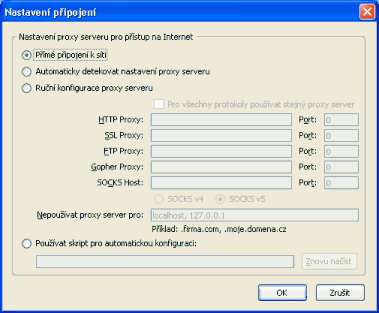 Nastavení připojení
Nastavení proxy serveru pro přístup na Internet
Přímé připojení k síti
Automaticky detekovat nastavení proxy serveru
Ruční konfigurace proxy serveru
Pro všechny protokoly používat stejný proxy server
HTTP Proxy: Port: 0
SSL Proxy: Port: 0
FTP Proxy: Port: 0
Gopher Proxy: Port: 0
SOCKS Host: Port: 0
SOCKS v4 SOCKS v5
Nepoužívat proxy server pro: localhost, 127.0.0.1
Příklad: .firma.com, .moje.domena.cz
Používat skript pro automatickou konfiguraci:
Znovu načíst
OK Zrušit